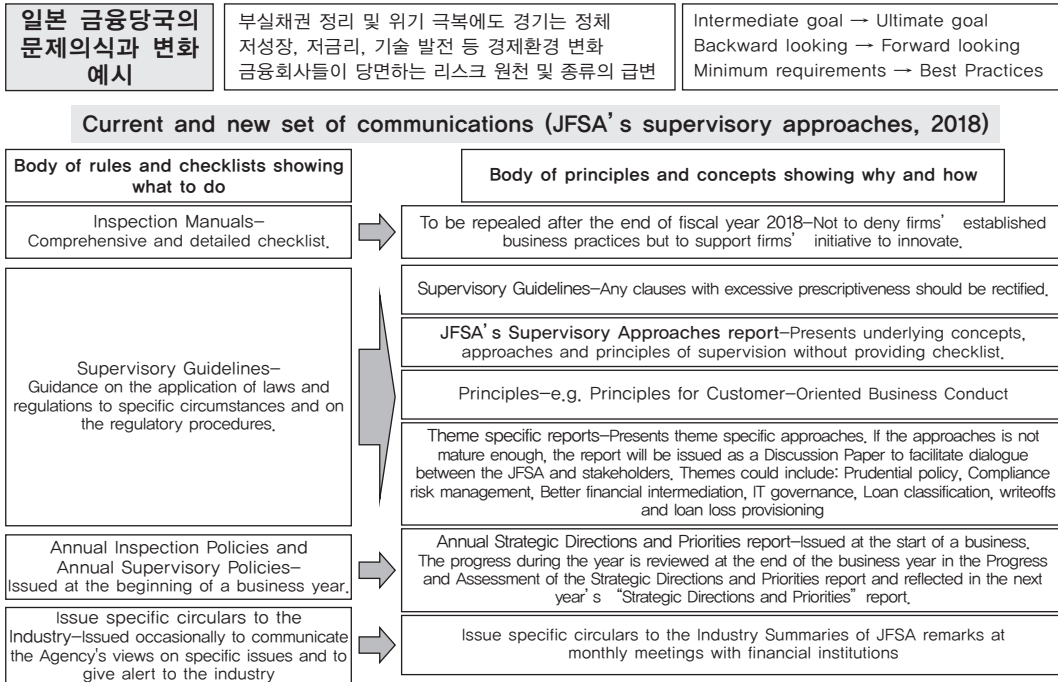 일본 금융당국의
문제의식과 변화
예시
부실채권 정리 및 위기 극복에도 경기는 정체
저성장, 저금리, 기술 발전 등 경제환경 변화
금융회사들이 당면하는 리스크 원천 및 종류의 급변
Intermediate goal → Ultimate goal
Backward looking → Forward looking
Minimum requirements → Best Practices
Current and new set of communications (JFSA's supervisory approaches, 2018)
Body of rules and checklists showing
what to do
Body of principles and concepts showing why and how
Inspection Manuals–
Comprehensive and detailed checklist.
To be repealed after the end of fiscal year 2018–Not to deny firms' established
business practices but to support firms' initiative to innovate.
Supervisory Guidelines–
Guidance on the application of laws and
regulations to specific circumstances and on
the regulatory procedures.
Supervisory Guidelines–Any clauses with excessive prescriptiveness should be rectified.
JFSA's Supervisory Approaches report–Presents underlying concepts,
approaches and principles of supervision without providing checklist.
Principles–e.g. Principles for Customer–Oriented Business Conduct
Theme specific reports–Presents theme specific approaches. If the approaches is not
mature enough, the report will be issued as a Discussion Paper to facilitate dialogue
between the JFSA and stakeholders. Themes could include: Prudential policy, Compliance
risk management, Better financial intermediation, IT governance, Loan classification, writeoffs
and loan loss provisioning
Annual Inspection Policies and
Annual Supervisory Policies–
Issued at the beginning of a business year.
Annual Strategic Directions and Priorities report–Issued at the start of a business.
The progress during the year is reviewed at the end of the business year in the Progress
and Assessment of the Strategic Directions and Priorities report and reflected in the next
year's "Strategic Directions and Priorities" report.
Issue specific circulars to the
Industry–Issued occasionally to communicate
the Agency's views on specific issues and to
give alert to the industry
Issue specific circulars to the Industry Summaries of JFSA remarks at
monthly meetings with financial institutions